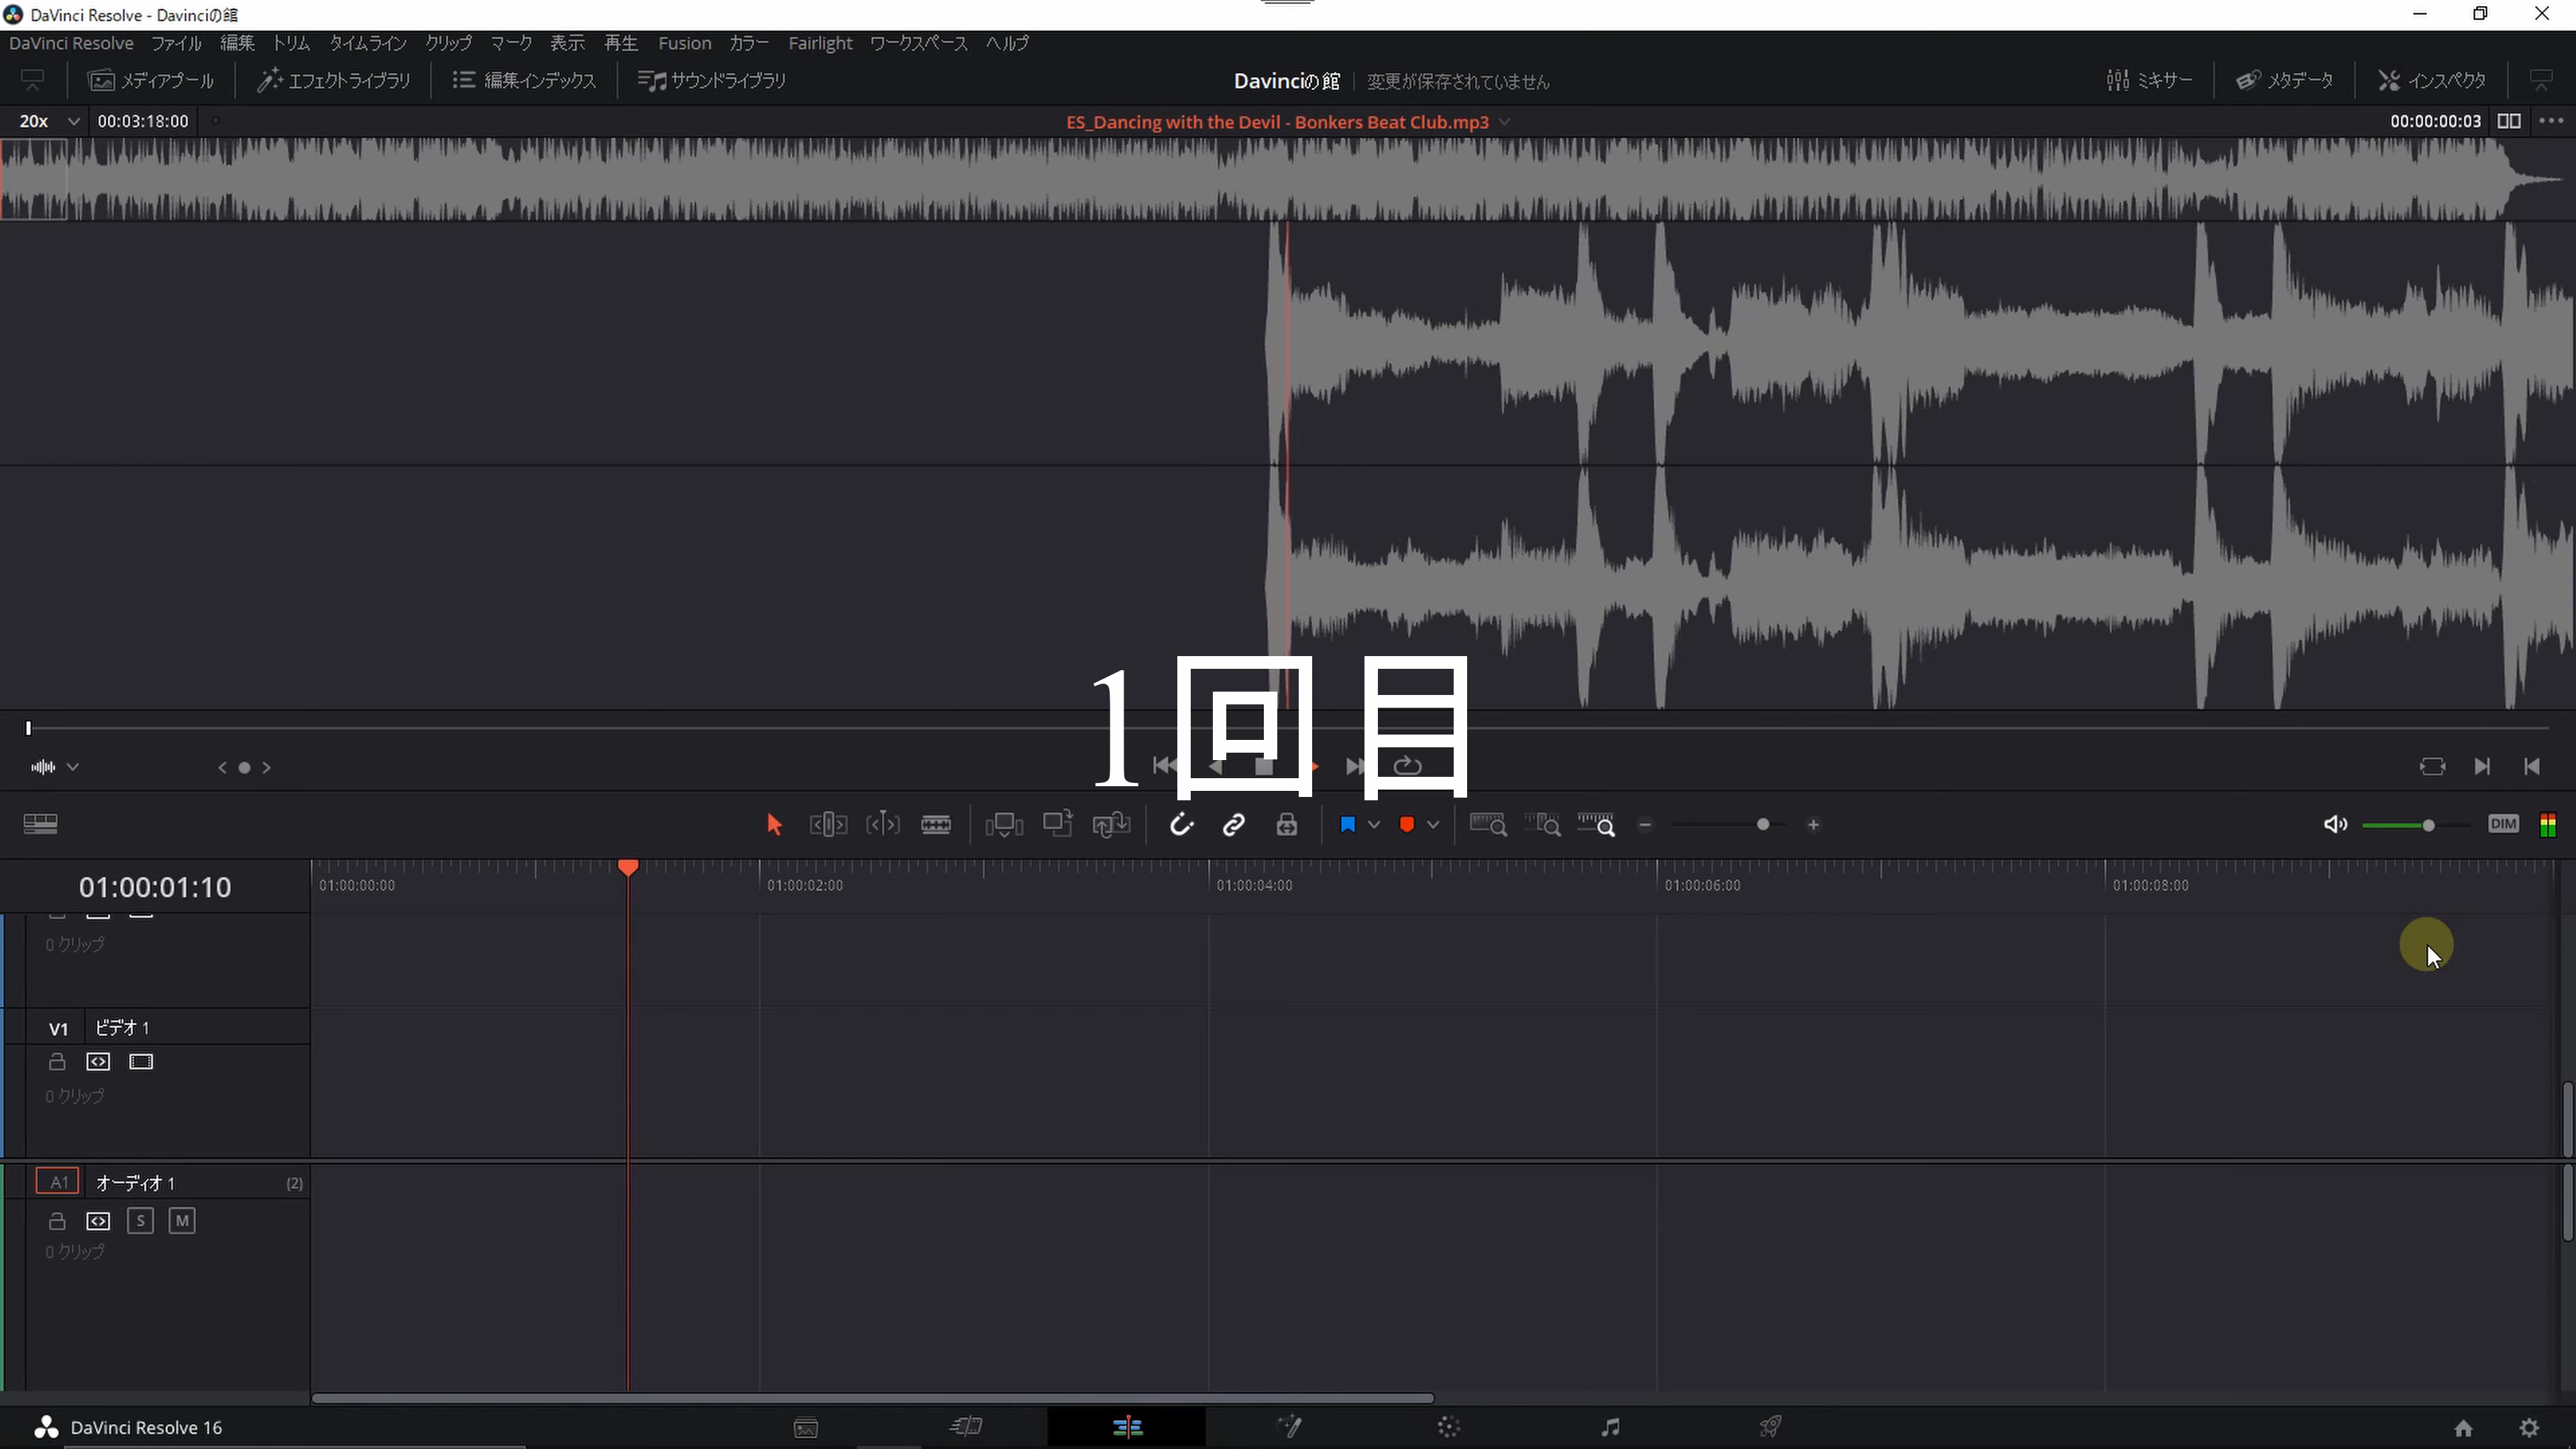 DaVinci Resolve - Davinciの館
DaVinci Resolve ファイル 編集 トリム タイムライン クリップ マーク 表示 再生 Fusion カラー Fairlight ワークスペース ヘルプ
メディアプール エフェクトライブラリ 編集インデックス サウンドライブラリ Davinciの館 変更が保存されていません ミキサー メタデータ インスペクタ
20x 00:03:18:00 ES_Dancing with the Devil - Bonkers Beat Club.mp3 00:00:00:03
1回目
DIM
01:00:01:10 01:00:00:00 01:00:02:00 01:00:04:00 01:00:06:00 01:00:08:00
0 クリップ
V1 ビデオ 1
0 クリップ
A1 オーディオ 1 (2)
S M
0 クリップ
DaVinci Resolve 16